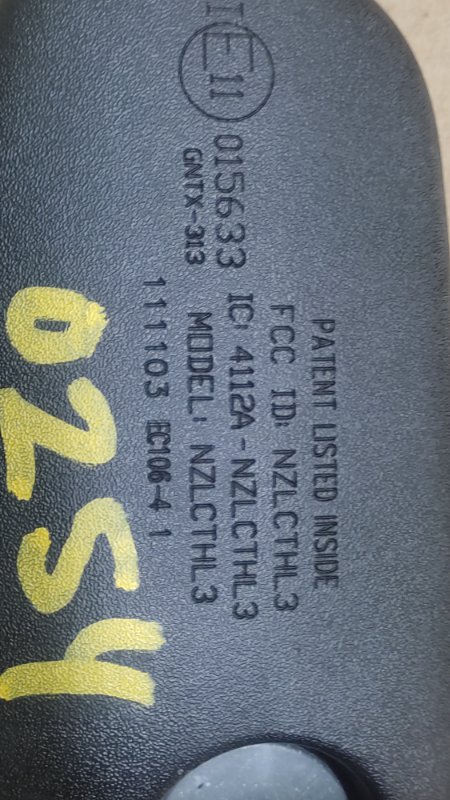 PATENT LISTED INSIDE
FCC ID: NZLCTHL3
IC: 4112A-NZLCTHL3
MODEL: NZLCTHL3
I E11 015633
GNTX-313
111103 EC106-4 1
0254